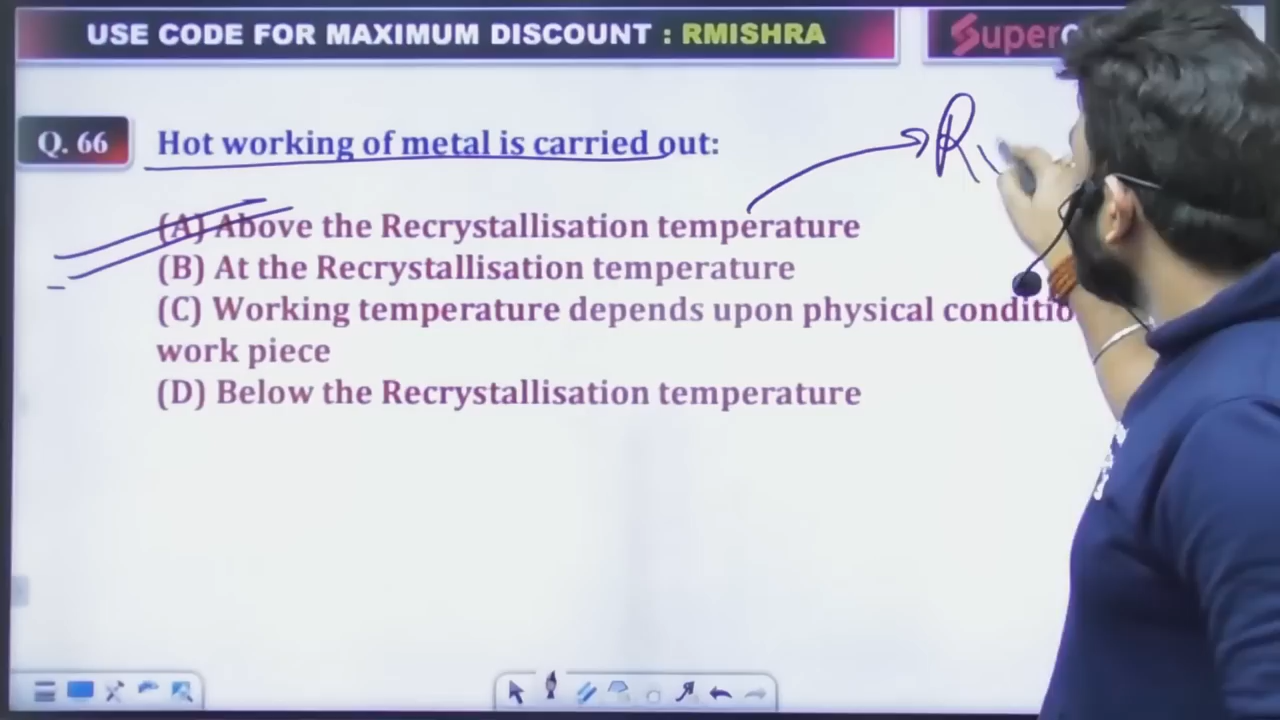 USE CODE FOR MAXIMUM DISCOUNT : RMISHRA
Super
Q. 66
Hot working of metal is carried out:
(A) Above the Recrystallisation temperature
(B) At the Recrystallisation temperature
(C) Working temperature depends upon physical conditio
work piece
(D) Below the Recrystallisation temperature